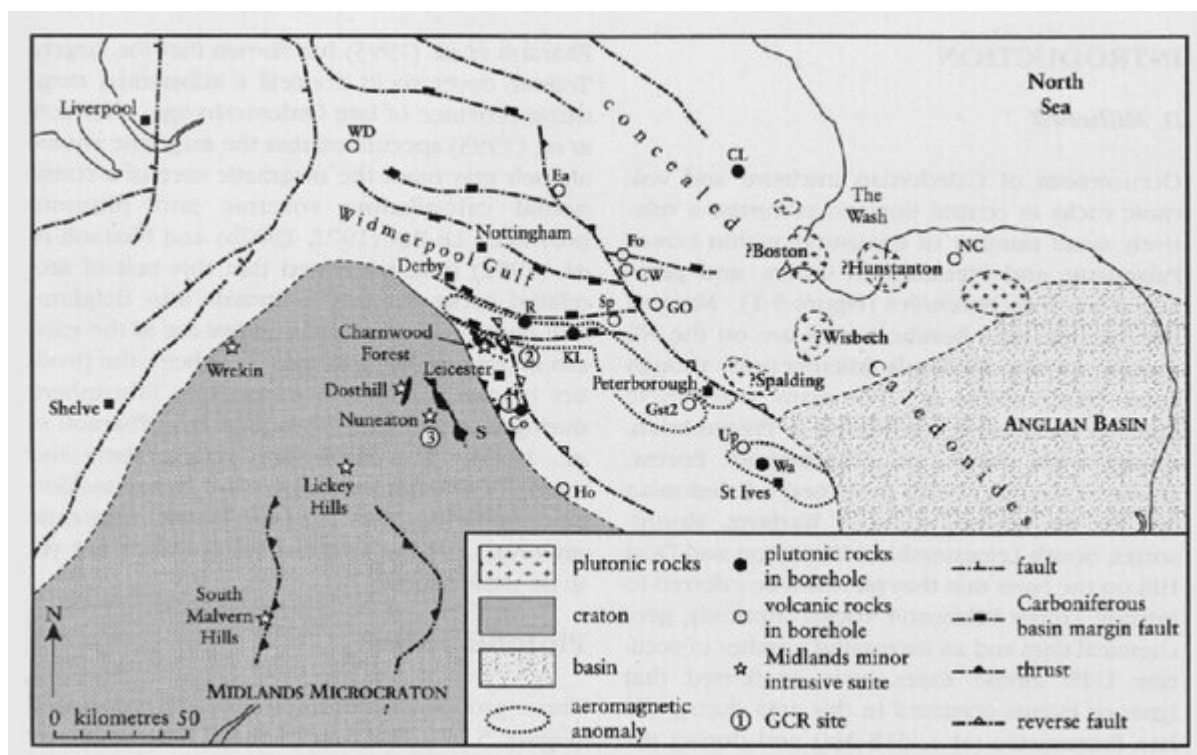 North
Sea
Liverpool
WD
CL
Concealed
Ea
The
Wash
Widmerpool Gulf
Nottingham
Fo
?Boston
?Hunstanton
NC
Derby
CW
GO
R
Sp
Charnwood
Forest
②
KL
?Wisbech
Wrekin
Leicester
Peterborough
?Spalding
Dosthill
Gst2
ANGLIAN BASIN
Shelve
Nuneaton
①
Co
Caledonides
③
S
Up
Wa
Lickey
Hills
Ho
St Ives
South
Malvern
Hills
N
MIDLANDS MICROCRATON
0 kilometres 50
plutonic rocks
craton
basin
aeromagnetic
anomaly
plutonic rocks
in borehole
volcanic rocks
in borehole
Midlands minor
intrusive suite
① GCR site
fault
Carboniferous
basin margin fault
thrust
reverse fault